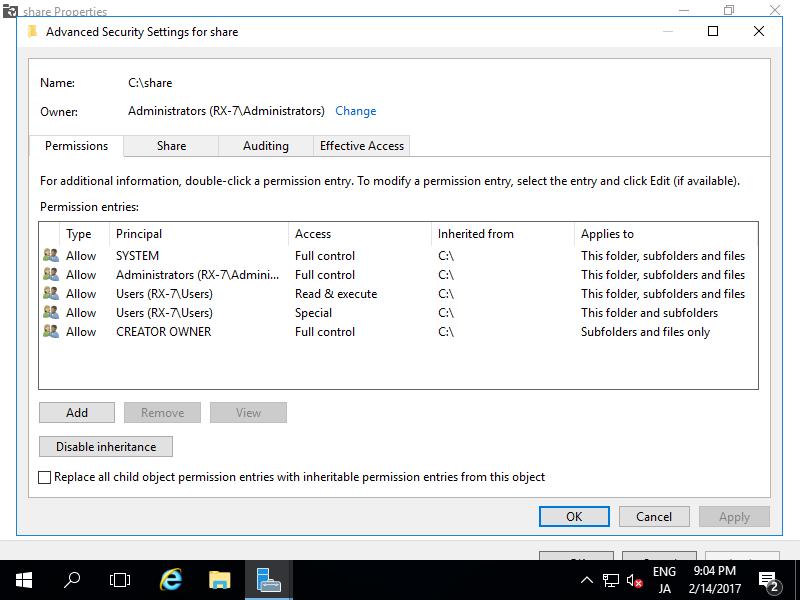 share Properties
Advanced Security Settings for share
Name: C:\share
Owner: Administrators (RX-7\Administrators) Change
Permissions Share Auditing Effective Access
For additional information, double-click a permission entry. To modify a permission entry, select the entry and click Edit (if available).
Permission entries:
Type Principal Access Inherited from Applies to
Allow SYSTEM Full control C:\ This folder, subfolders and files
Allow Administrators (RX-7\Admini... Full control C:\ This folder, subfolders and files
Allow Users (RX-7\Users) Read & execute C:\ This folder, subfolders and files
Allow Users (RX-7\Users) Special C:\ This folder and subfolders
Allow CREATOR OWNER Full control C:\ Subfolders and files only
Add Remove View
Disable inheritance
Replace all child object permission entries with inheritable permission entries from this object
OK Cancel Apply
ENG 9:04 PM
JA 2/14/2017 2